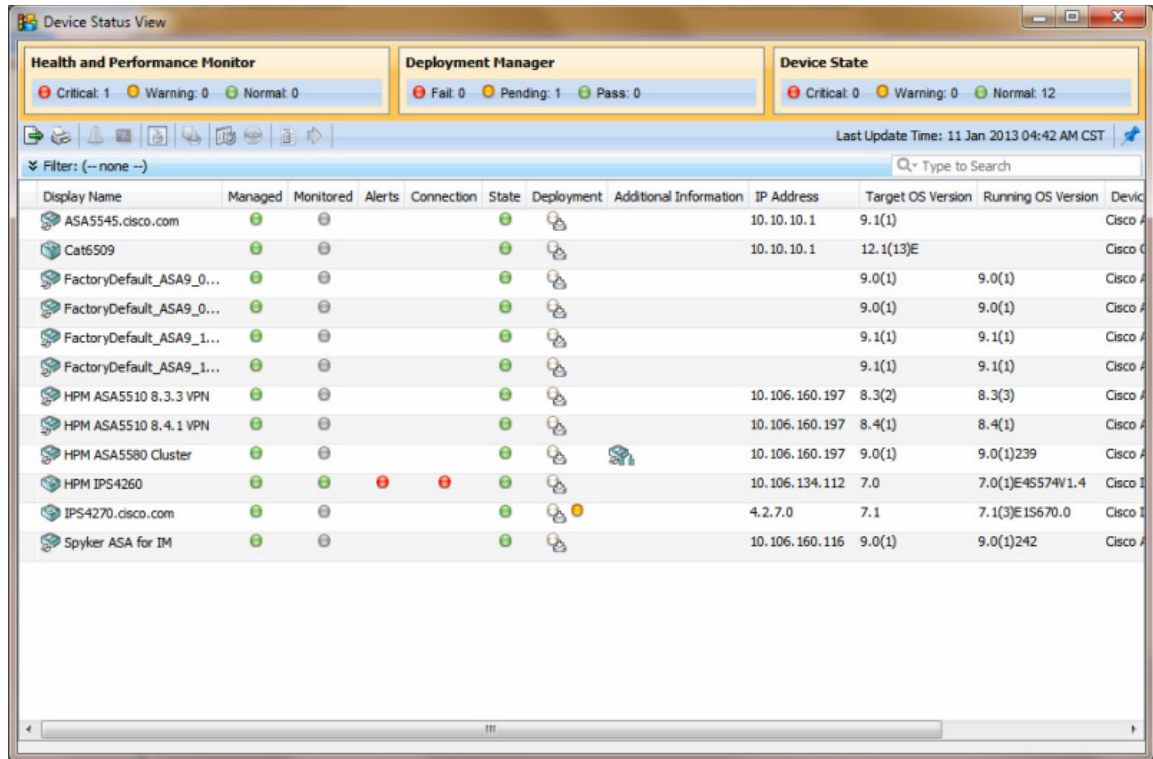 Device Status View
Health and Performance Monitor
Critical: 1 Warning: 0 Normal: 0
Deployment Manager
Fail: 0 Pending: 1 Pass: 0
Device State
Critical: 0 Warning: 0 Normal: 12
Last Update Time: 11 Jan 2013 04:42 AM CST
Filter: (-- none --)
Type to Search
Display Name Managed Monitored Alerts Connection State Deployment Additional Information IP Address Target OS Version Running OS Version Devic
ASA5545.cisco.com 10.10.10.1 9.1(1) Cisco A
Cat6509 10.10.10.1 12.1(13)E Cisco C
FactoryDefault_ASA9_0... 9.0(1) 9.0(1) Cisco A
FactoryDefault_ASA9_0... 9.0(1) 9.0(1) Cisco A
FactoryDefault_ASA9_1... 9.1(1) 9.1(1) Cisco A
FactoryDefault_ASA9_1... 9.1(1) 9.1(1) Cisco A
HPM ASA5510 8.3.3 VPN 10.106.160.197 8.3(2) 8.3(3) Cisco A
HPM ASA5510 8.4.1 VPN 10.106.160.197 8.4(1) 8.4(1) Cisco A
HPM ASA5580 Cluster 10.106.160.197 9.0(1) 9.0(1)239 Cisco A
HPM IPS4260 10.106.134.112 7.0 7.0(1)E4S574V1.4 Cisco I
IPS4270.cisco.com 4.2.7.0 7.1 7.1(3)E1S670.0 Cisco I
Spyker ASA for IM 10.106.160.116 9.0(1) 9.0(1)242 Cisco A